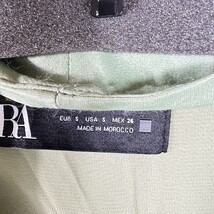 RA
EUR S USA S MEX 26
MADE IN MOROCCO